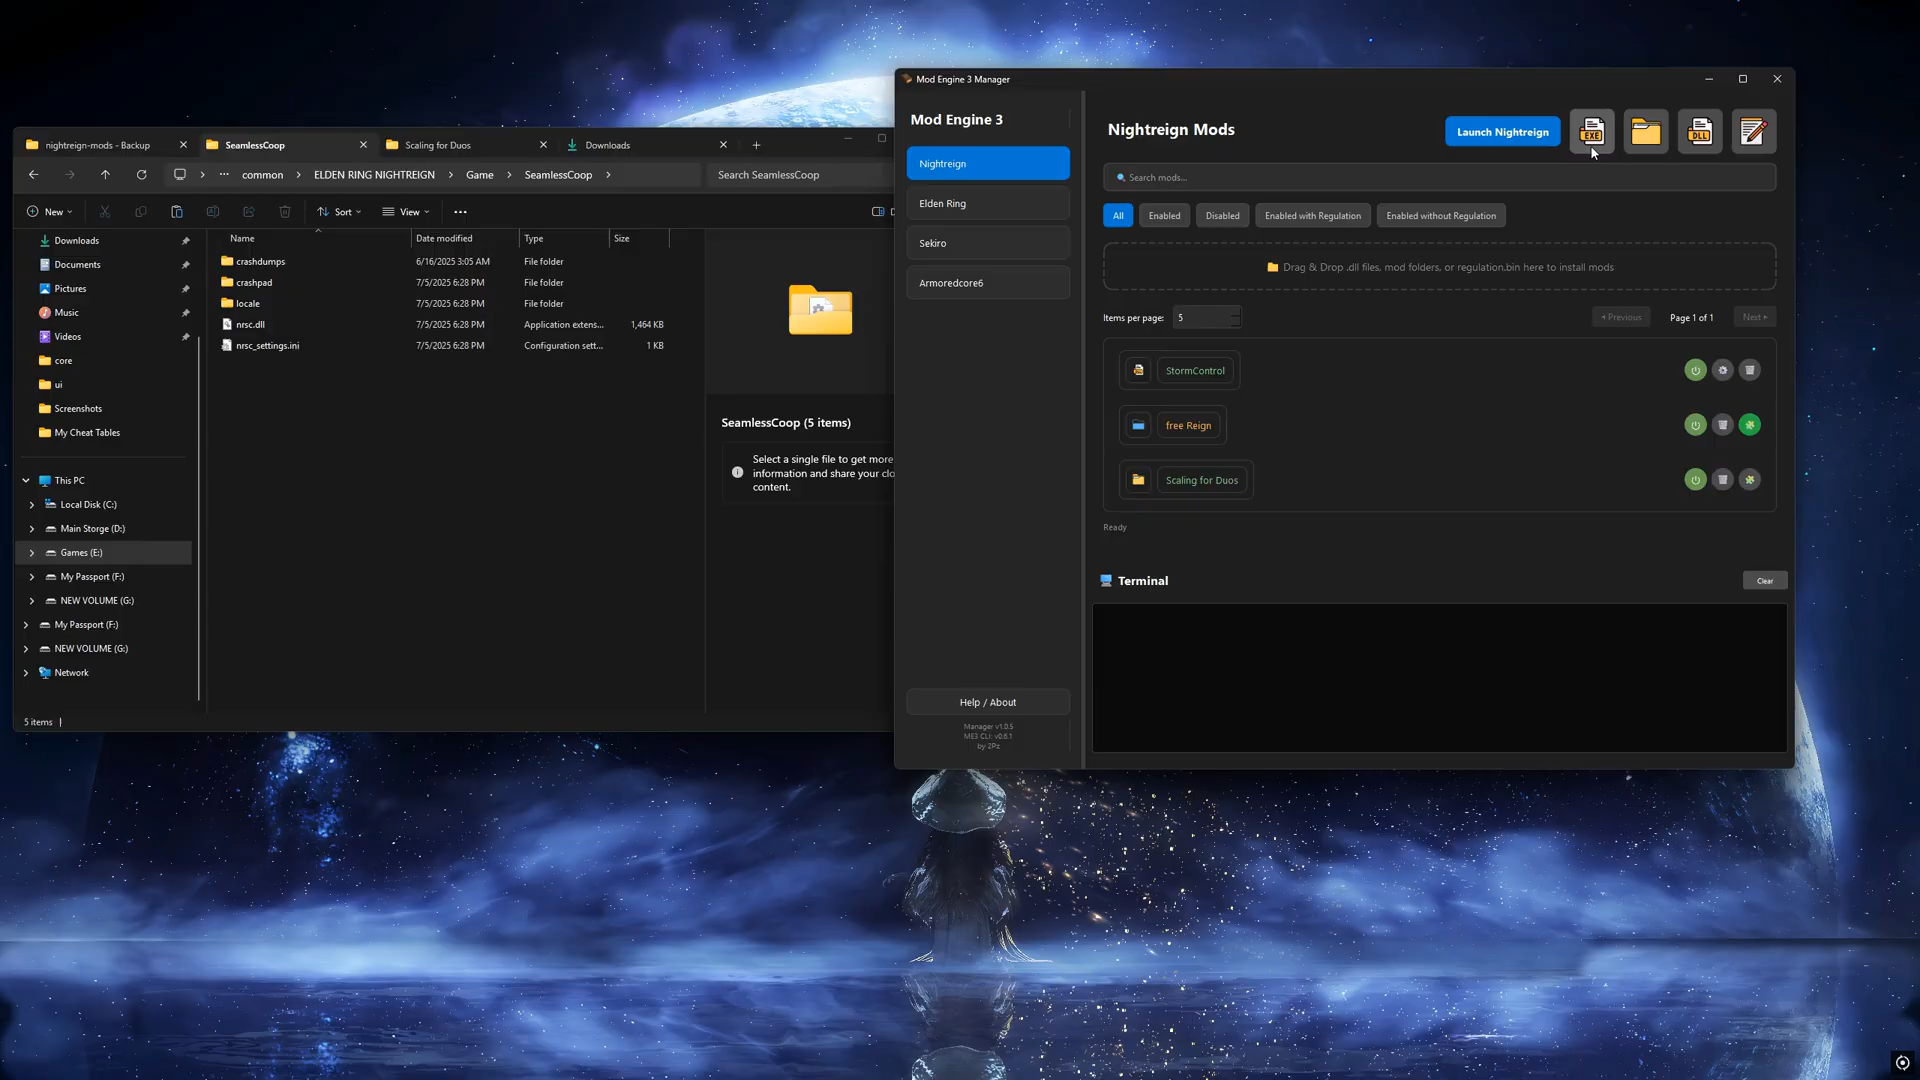 nightreign-mods - Backup
SeamlessCoop
Scaling for Duos
Downloads
common
ELDEN RING NIGHTREIGN
Game
SeamlessCoop
Search SeamlessCoop
New
Sort
View
Downloads
Documents
Pictures
Music
Videos
core
ui
Screenshots
My Cheat Tables
This PC
Local Disk (C:)
Main Storge (D:)
Games (E:)
My Passport (F:)
NEW VOLUME (G:)
My Passport (F:)
NEW VOLUME (G:)
Network
5 items
Name Date modified Type Size
crashdumps 6/16/2025 3:05 AM File folder
crashpad 7/5/2025 6:28 PM File folder
locale 7/5/2025 6:28 PM File folder
nrsc.dll 7/5/2025 6:28 PM Application extens... 1,464 KB
nrsc_settings.ini 7/5/2025 6:28 PM Configuration sett... 1 KB
SeamlessCoop (5 items)
Select a single file to get more
information and share your clo
content.
Mod Engine 3 Manager
Mod Engine 3
Nightreign
Elden Ring
Sekiro
Armoredcore6
Help / About
Manager v1.0.5
ME3 CLI: v0.6.1
by 2Pz
Nightreign Mods
Launch Nightreign
EXE
DLL
Search mods...
All
Enabled
Disabled
Enabled with Regulation
Enabled without Regulation
Drag & Drop .dll files, mod folders, or regulation.bin here to install mods
Items per page:
5
Previous
Page 1 of 1
Next
StormControl
free Reign
Scaling for Duos
Ready
Terminal
Clear